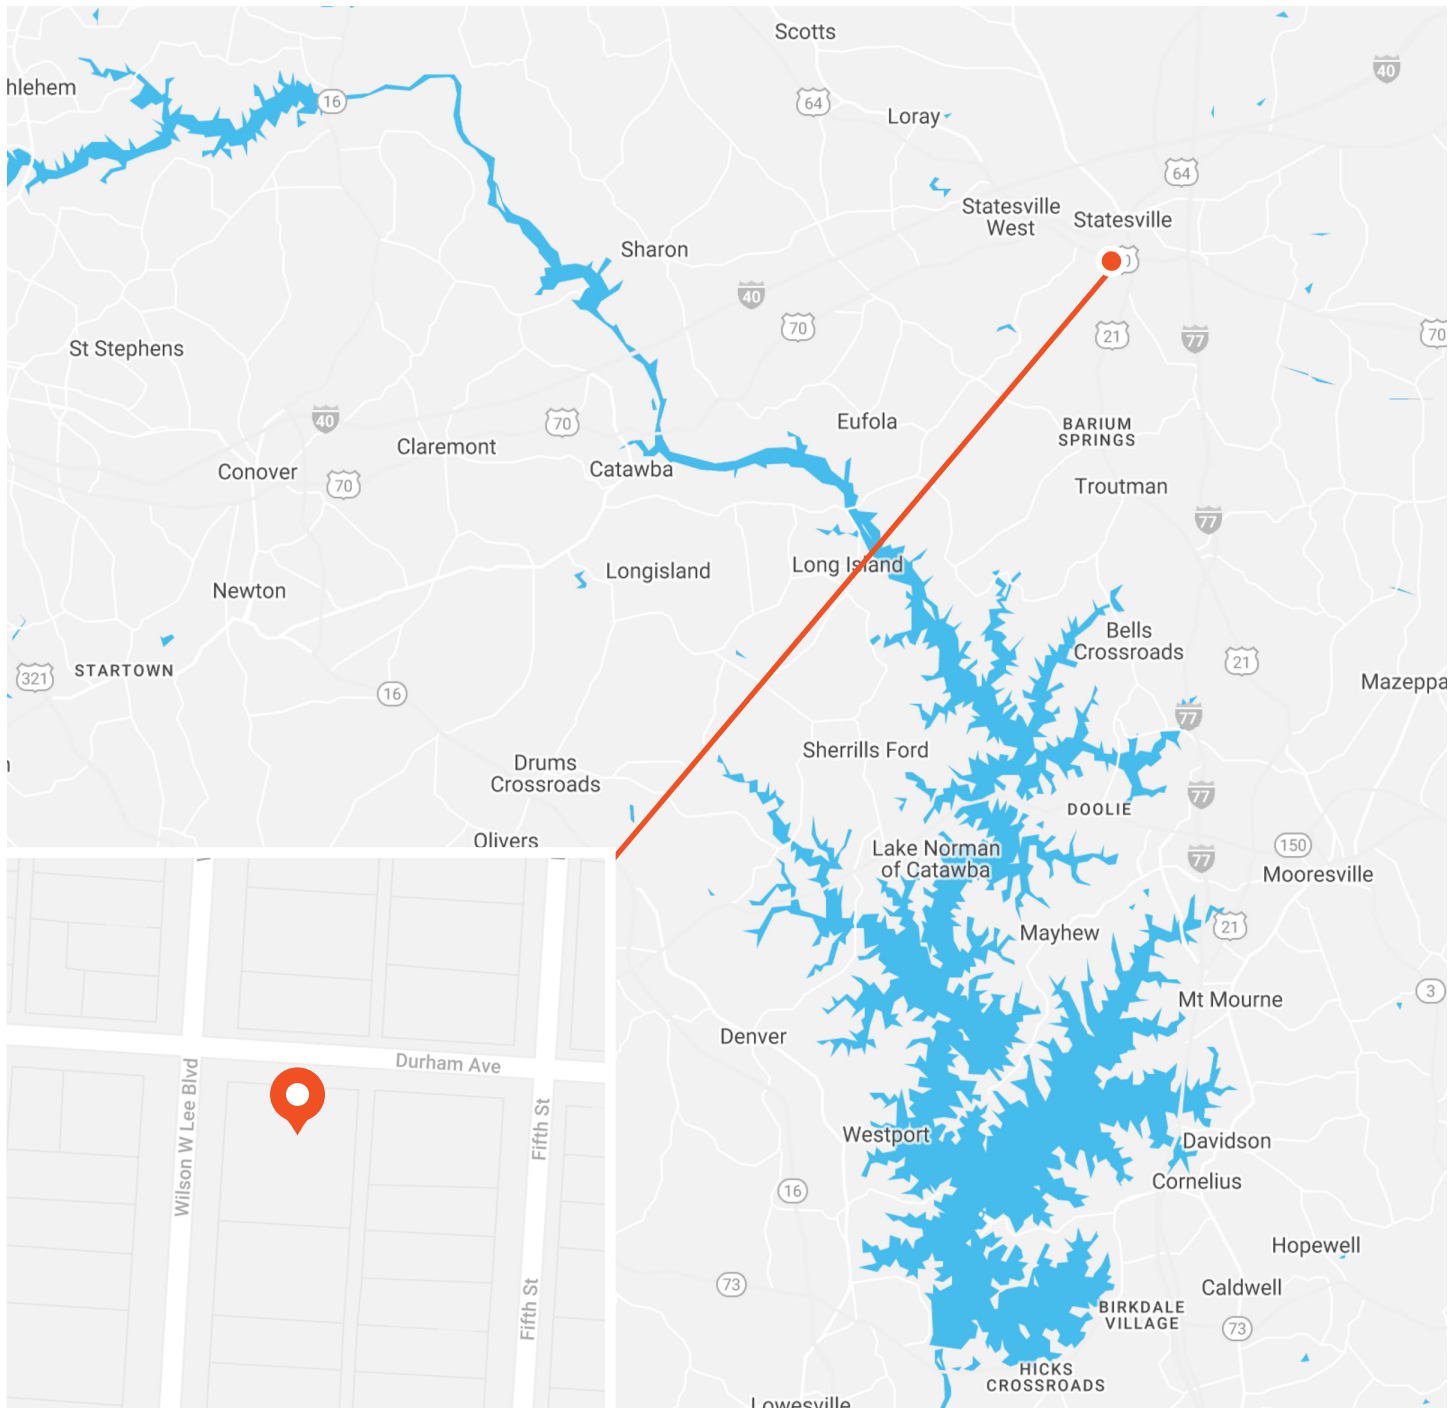 Scotts
40
hlehem
16
64
Loray
64
Statesville
West
Statesville
Sharon
40
70
21
77
70
St Stephens
40
70
Eufola
BARIUM
SPRINGS
Claremont
Catawba
Conover
70
Troutman
77
Long Island
Longisland
Newton
Bells
Crossroads
21
STARTOWN
321
16
Mazeppa
77
Sherrills Ford
Drums
Crossroads
77
DOOLIE
Olivers
Lake Norman
of Catawba
77
150
Mooresville
21
Mayhew
3
Mt Mourne
Denver
Durham Ave
Wilson W Lee Blvd
Fifth St
Westport
Davidson
Cornelius
16
Hopewell
Caldwell
73
BIRKDALE
VILLAGE
73
Fifth St
HICKS
CROSSROADS
Lowesville